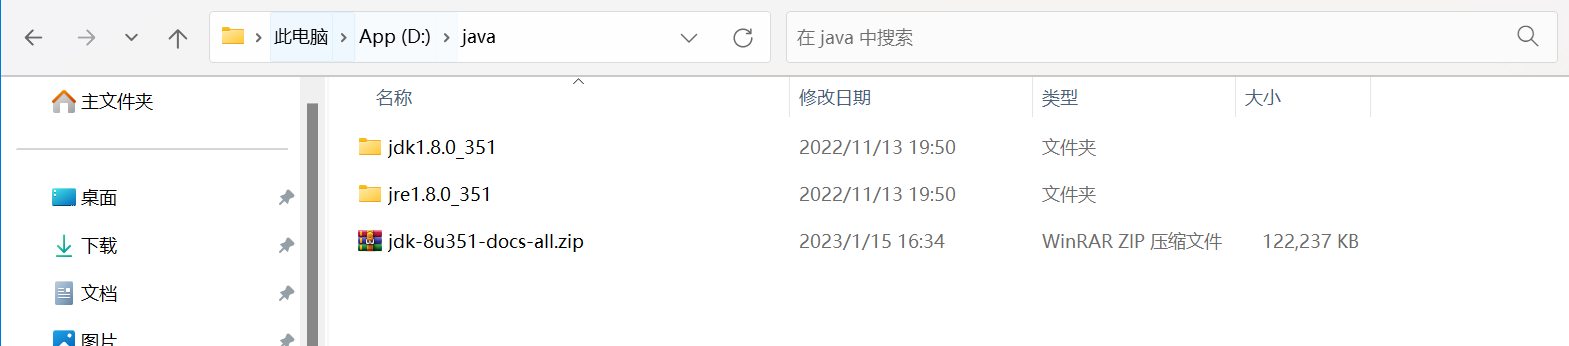 此电脑 App (D:) java 在 java 中搜索
主文件夹
桌面
下载
文档
图片
名称 修改日期 类型 大小
jdk1.8.0_351 2022/11/13 19:50 文件夹
jre1.8.0_351 2022/11/13 19:50 文件夹
jdk-8u351-docs-all.zip 2023/1/15 16:34 WinRAR ZIP 压缩文件 122,237 KB